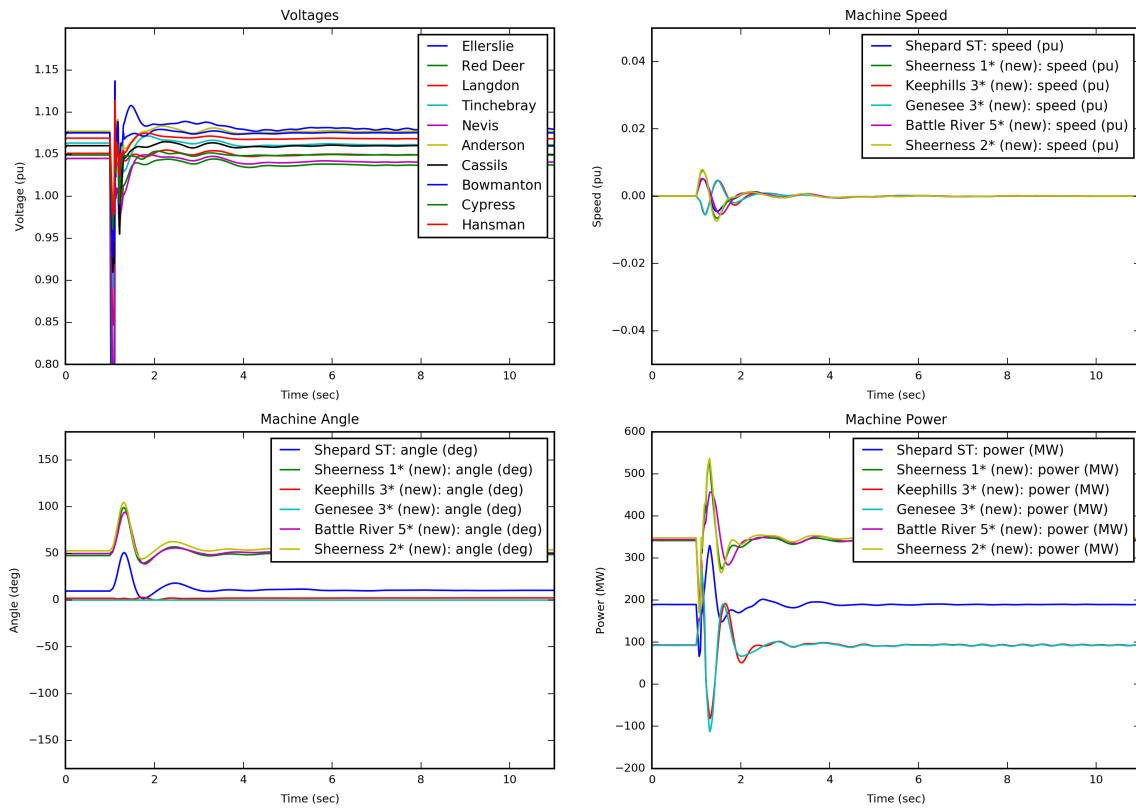 Voltages
1.15
1.10
1.05
1.00
0.95
0.90
0.85
0.80
Voltage (pu)
0
2
4
6
8
10
Time (sec)
Ellerslie
Red Deer
Langdon
Tinchebray
Nevis
Anderson
Cassils
Bowmanton
Cypress
Hansman
Machine Speed
0.04
0.02
0.00
−0.02
−0.04
Speed (pu)
0
2
4
6
8
10
Time (sec)
Shepard ST: speed (pu)
Sheerness 1* (new): speed (pu)
Keephills 3* (new): speed (pu)
Genesee 3* (new): speed (pu)
Battle River 5* (new): speed (pu)
Sheerness 2* (new): speed (pu)
Machine Angle
150
100
50
0
−50
−100
−150
Angle (deg)
0
2
4
6
8
10
Time (sec)
Shepard ST: angle (deg)
Sheerness 1* (new): angle (deg)
Keephills 3* (new): angle (deg)
Genesee 3* (new): angle (deg)
Battle River 5* (new): angle (deg)
Sheerness 2* (new): angle (deg)
Machine Power
600
500
400
300
200
100
0
−100
−200
Power (MW)
0
2
4
6
8
10
Time (sec)
Shepard ST: power (MW)
Sheerness 1* (new): power (MW)
Keephills 3* (new): power (MW)
Genesee 3* (new): power (MW)
Battle River 5* (new): power (MW)
Sheerness 2* (new): power (MW)